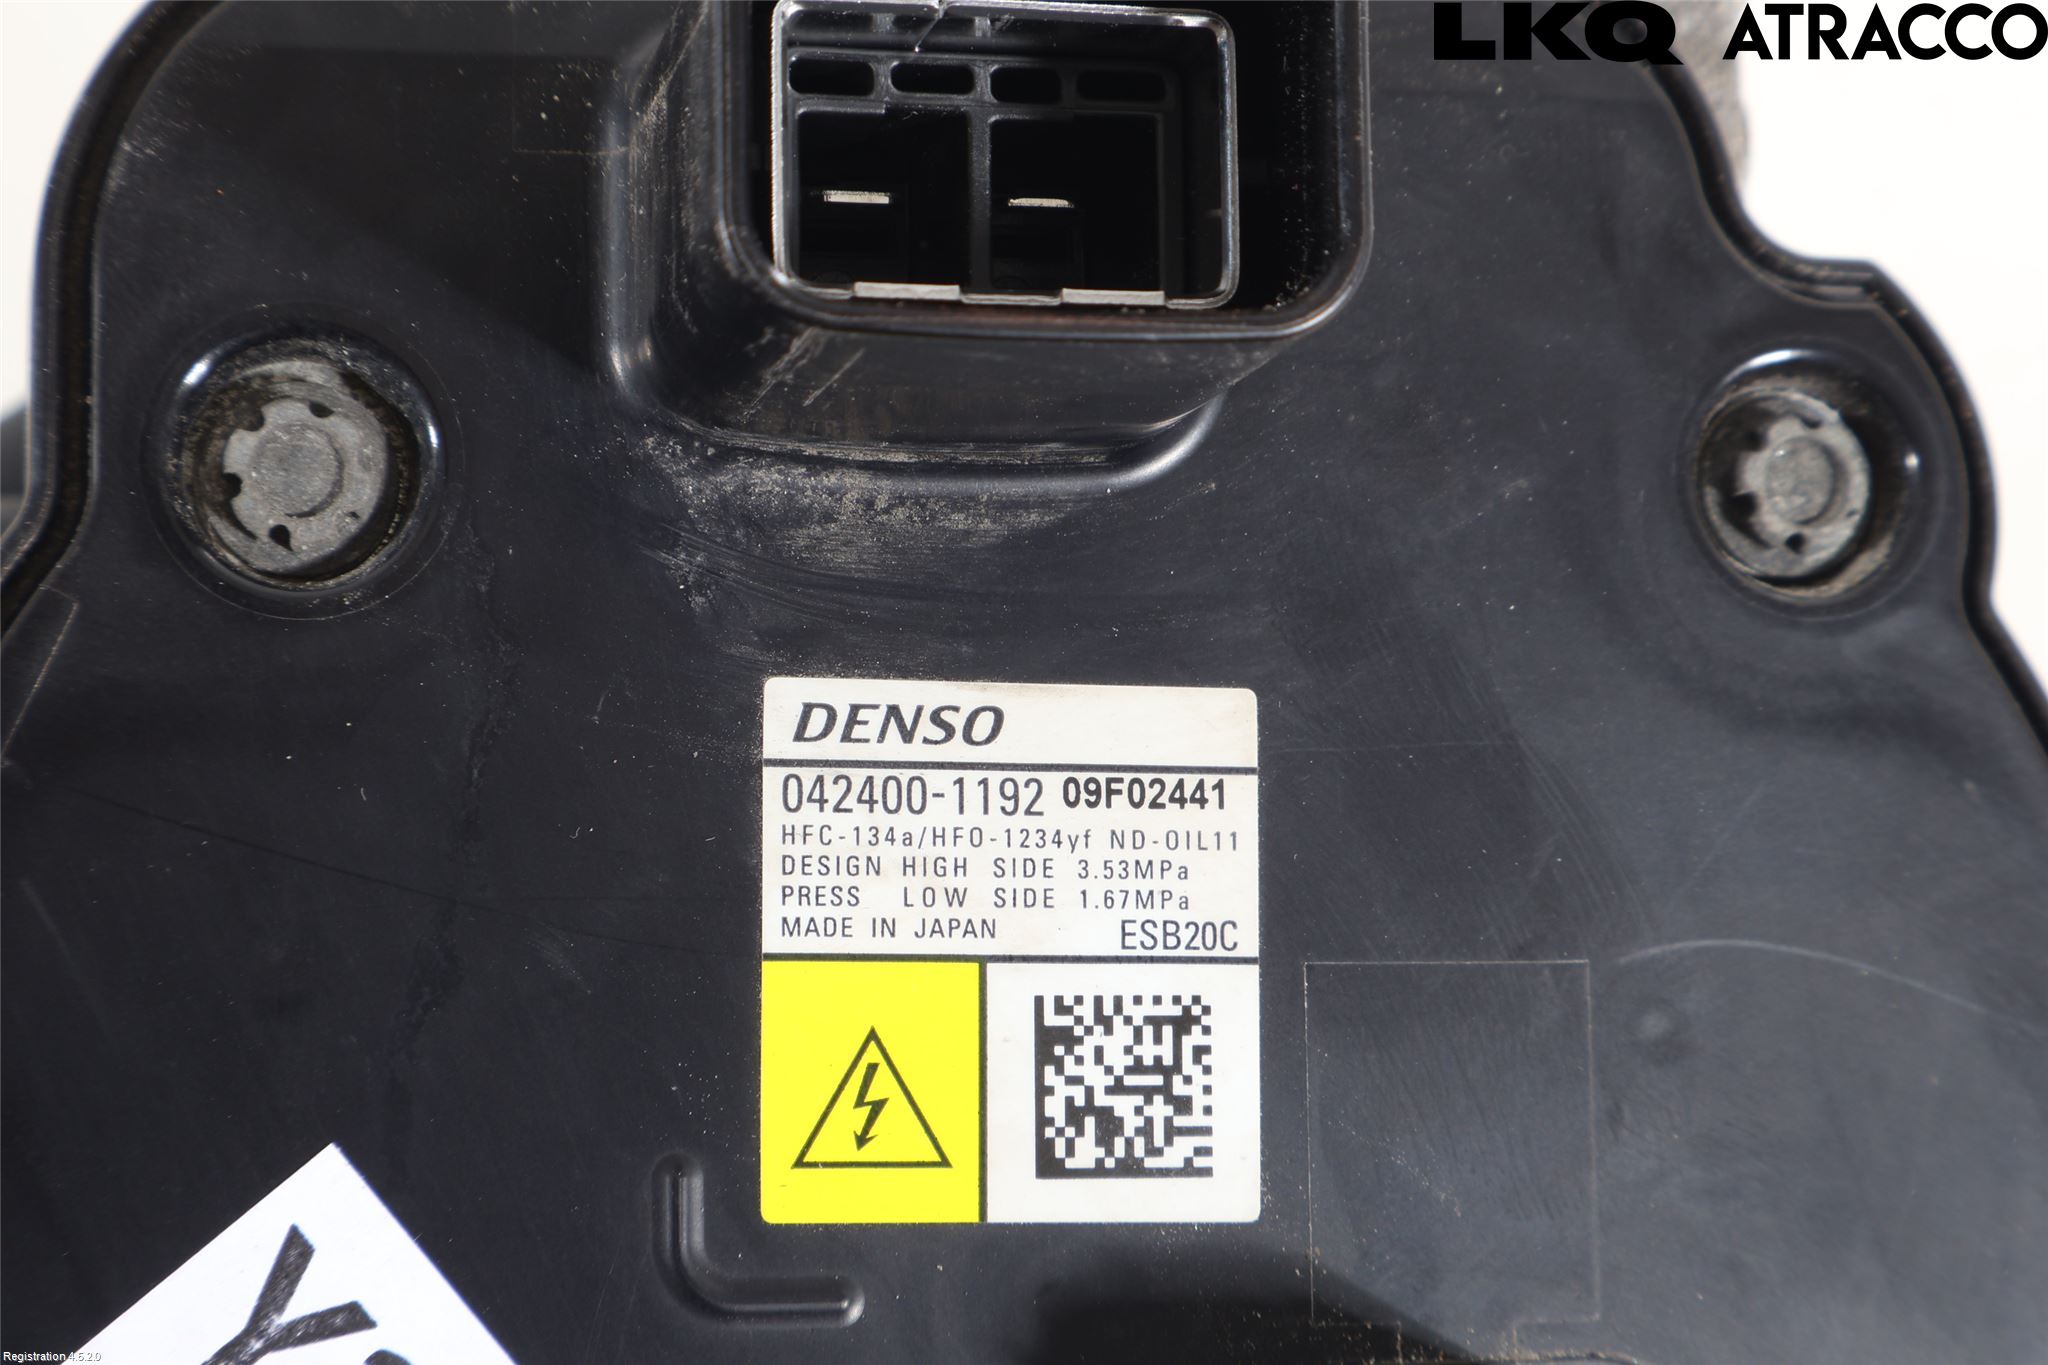 LKQ ATRACCO
DENSO
042400-1192 09F02441
HFC-134a/HFO-1234yf ND-OIL11
DESIGN HIGH SIDE 3.53MPa
PRESS LOW SIDE 1.67MPa
MADE IN JAPAN ESB20C
Registration 4.5.2.0